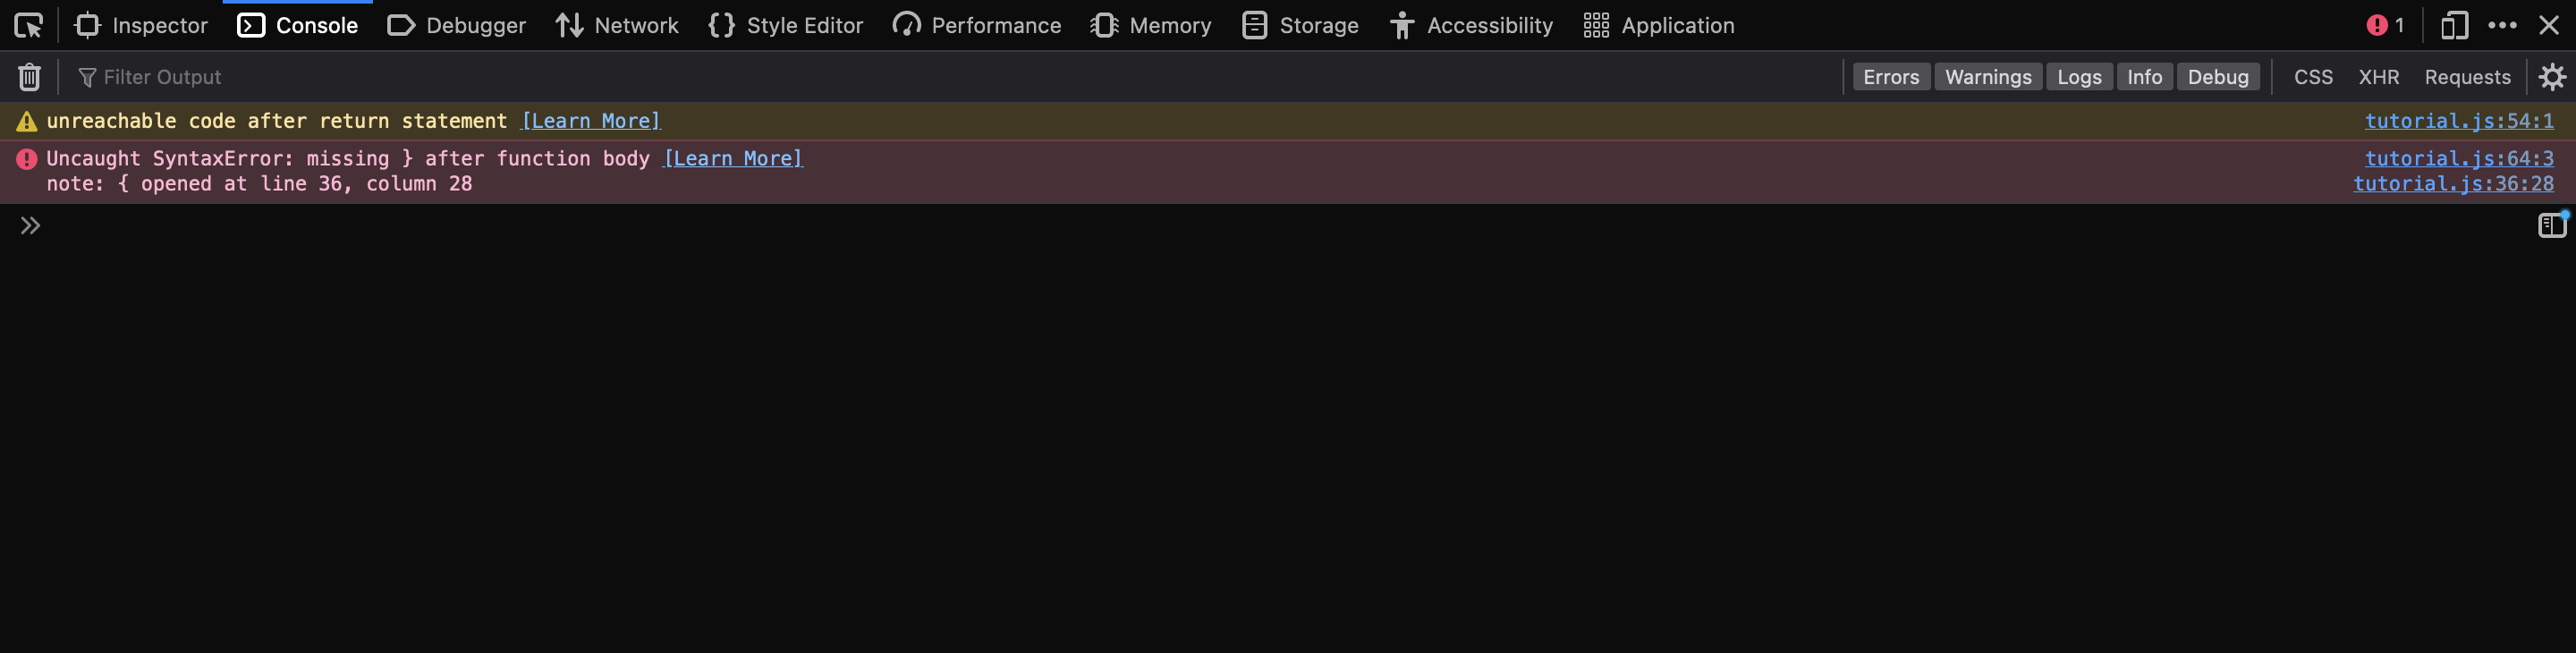 Inspector Console Debugger Network Style Editor Performance Memory Storage Accessibility Application 1
Filter Output Errors Warnings Logs Info Debug CSS XHR Requests
unreachable code after return statement [Learn More] tutorial.js:54:1
Uncaught SyntaxError: missing } after function body [Learn More] tutorial.js:64:3
note: { opened at line 36, column 28 tutorial.js:36:28